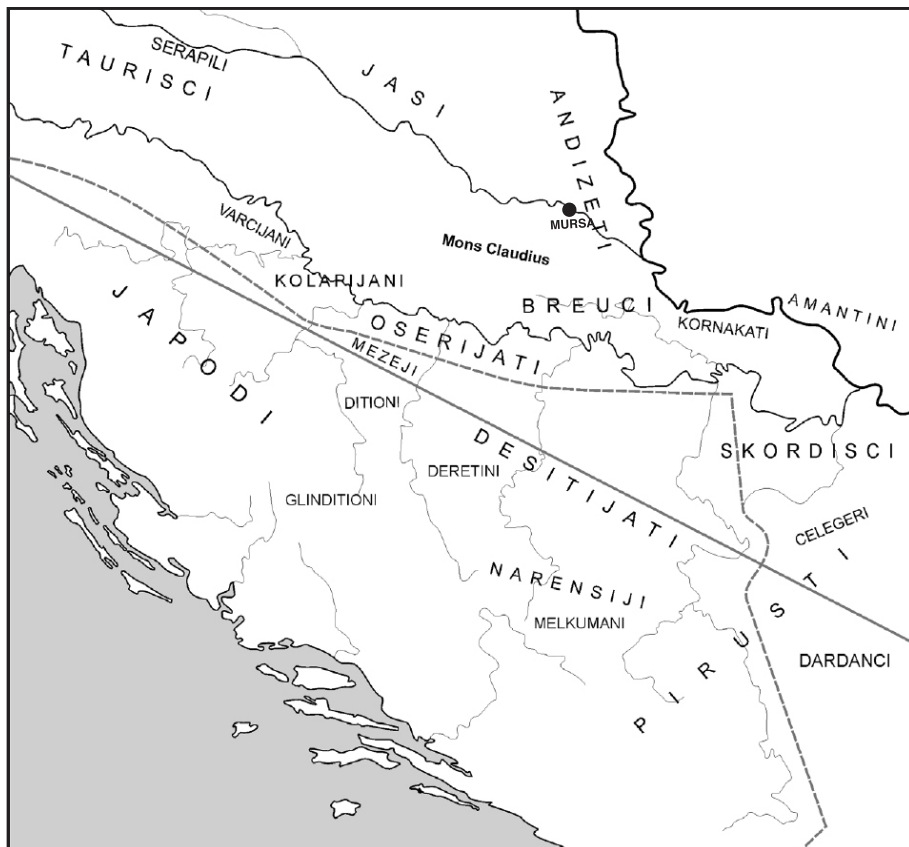 SERAPILI
TAURISCI
JASI
ANDIZETI
VARCIJANI
MURSA
Mons Claudius
KOLARIJANI
BREUCI
AMANTINI
KORNAKATI
OSERIJATI
JAPODI
MEZEJI
DITIONI
DESITIJATI
SKORDISCI
DERETINI
GLINDITIONI
CELEGERI
NARENSIJI
MELKUMANI
PIRUSTI
DARDANCI